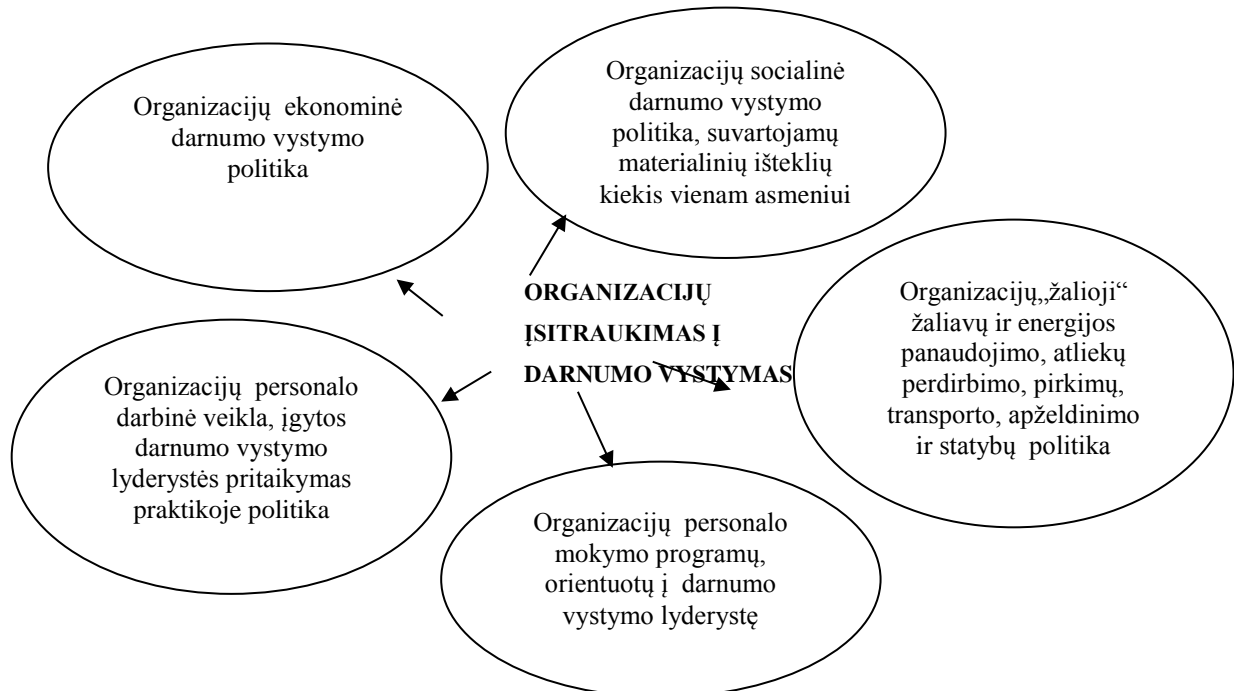 Organizacijų ekonominė
darnumo vystymo
politika
Organizacijų socialinė
darnumo vystymo
politika, suvartojamų
materialinių išteklių
kiekis vienam asmeniui
ORGANIZACIJŲ
ĮSITRAUKIMAS Į
DARNUMO VYSTYMAS
Organizacijų„žalioji“
žaliavų ir energijos
panaudojimo, atliekų
perdirbimo, pirkimų,
transporto, apželdinimo
ir statybų politika
Organizacijų personalo
darbinė veikla, įgytos
darnumo vystymo
lyderystės pritaikymas
praktikoje politika
Organizacijų personalo
mokymo programų,
orientuotų į darnumo
vystymo lyderystę